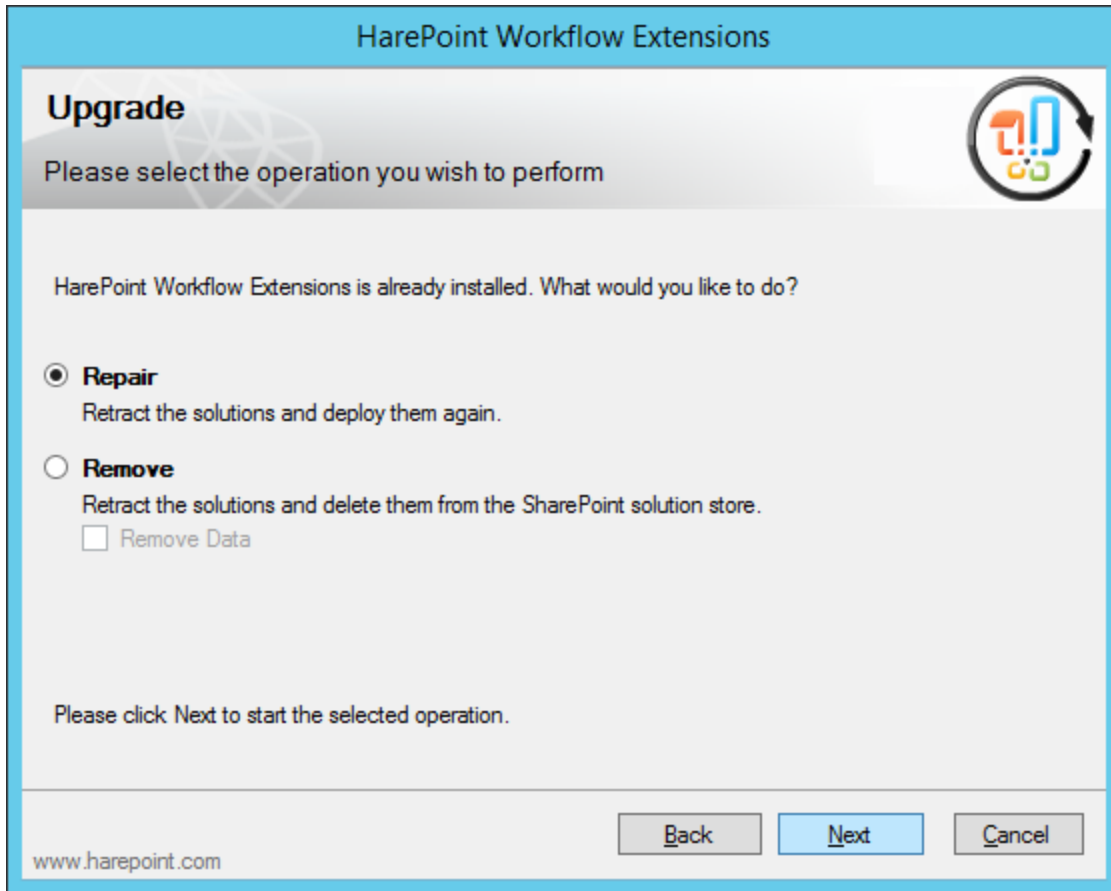 HarePoint Workflow Extensions
Upgrade
Please select the operation you wish to perform
HarePoint Workflow Extensions is already installed. What would you like to do?
Repair
Retract the solutions and deploy them again.
Remove
Retract the solutions and delete them from the SharePoint solution store.
Remove Data
Please click Next to start the selected operation.
Back Next Cancel
www.harepoint.com